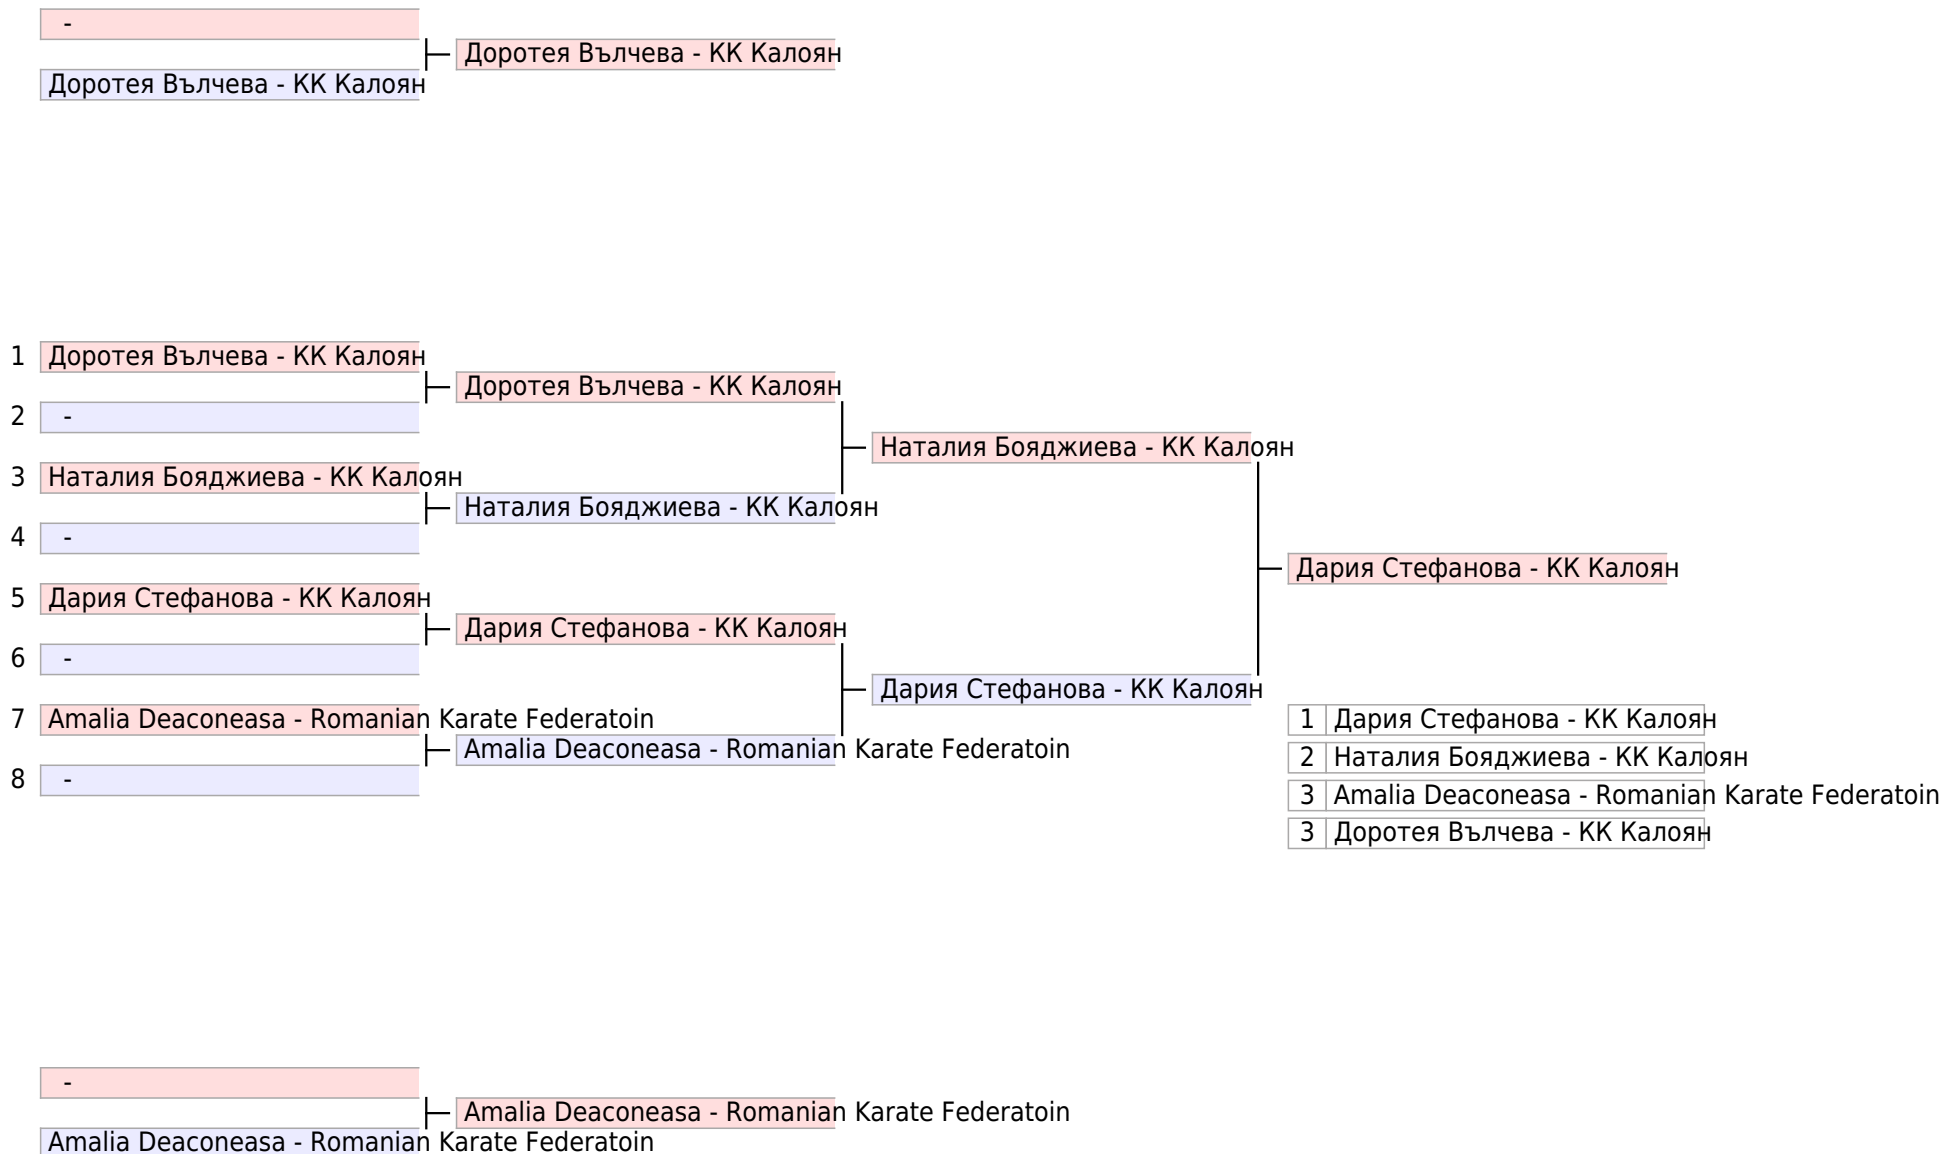 -
Доротея Вълчева - КК Калоян
Доротея Вълчева - КК Калоян
1 Доротея Вълчева - КК Калоян
Доротея Вълчева - КК Калоян
2 -
Наталия Бояджиева - КК Калоян
3 Наталия Бояджиева - КК Калоян
Наталия Бояджиева - КК Калоян
4 -
Дария Стефанова - КК Калоян
5 Дария Стефанова - КК Калоян
Дария Стефанова - КК Калоян
6 -
Дария Стефанова - КК Калоян
7 Amalia Deaconeasa - Romanian Karate Federatoin
Amalia Deaconeasa - Romanian Karate Federatoin
8 -
1 Дария Стефанова - КК Калоян
2 Наталия Бояджиева - КК Калоян
3 Amalia Deaconeasa - Romanian Karate Federatoin
3 Доротея Вълчева - КК Калоян
-
Amalia Deaconeasa - Romanian Karate Federatoin
Amalia Deaconeasa - Romanian Karate Federatoin